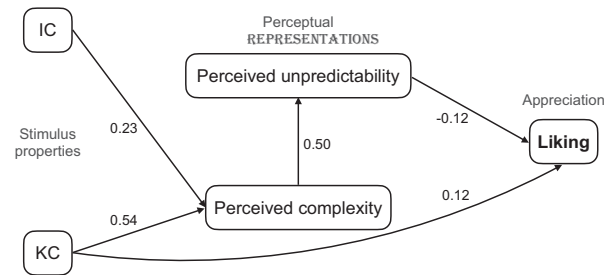 Perceptual
REPRESENTATIONS
IC
Perceived unpredictability
Appreciation
-0.12
Stimulus
properties
0.23
0.50
Liking
Perceived complexity
0.12
0.54
KC